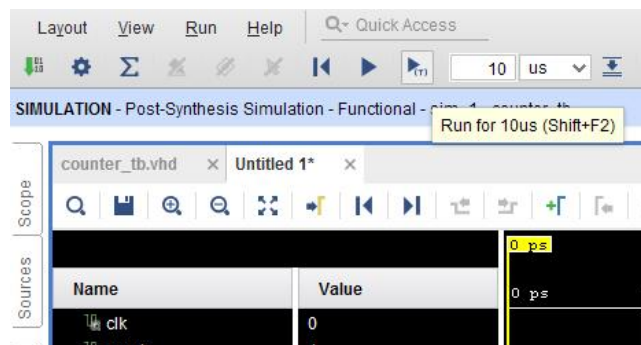 Layout View Run Help Quick Access
10 us
SIMULATION - Post-Synthesis Simulation - Functional - sim_1 - counter_tb
Run for 10us (Shift+F2)
counter_tb.vhd Untitled 1*
Scope
Sources
0 ps
Name Value 0 ps
clk 0